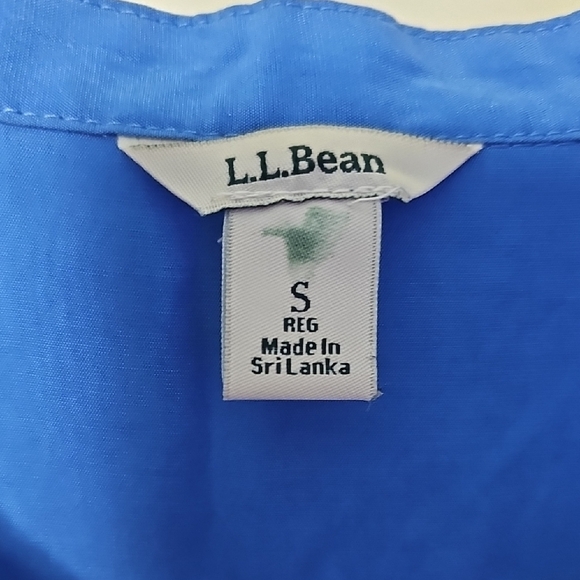 L.L.Bean
S
REG
Made In
Sri Lanka